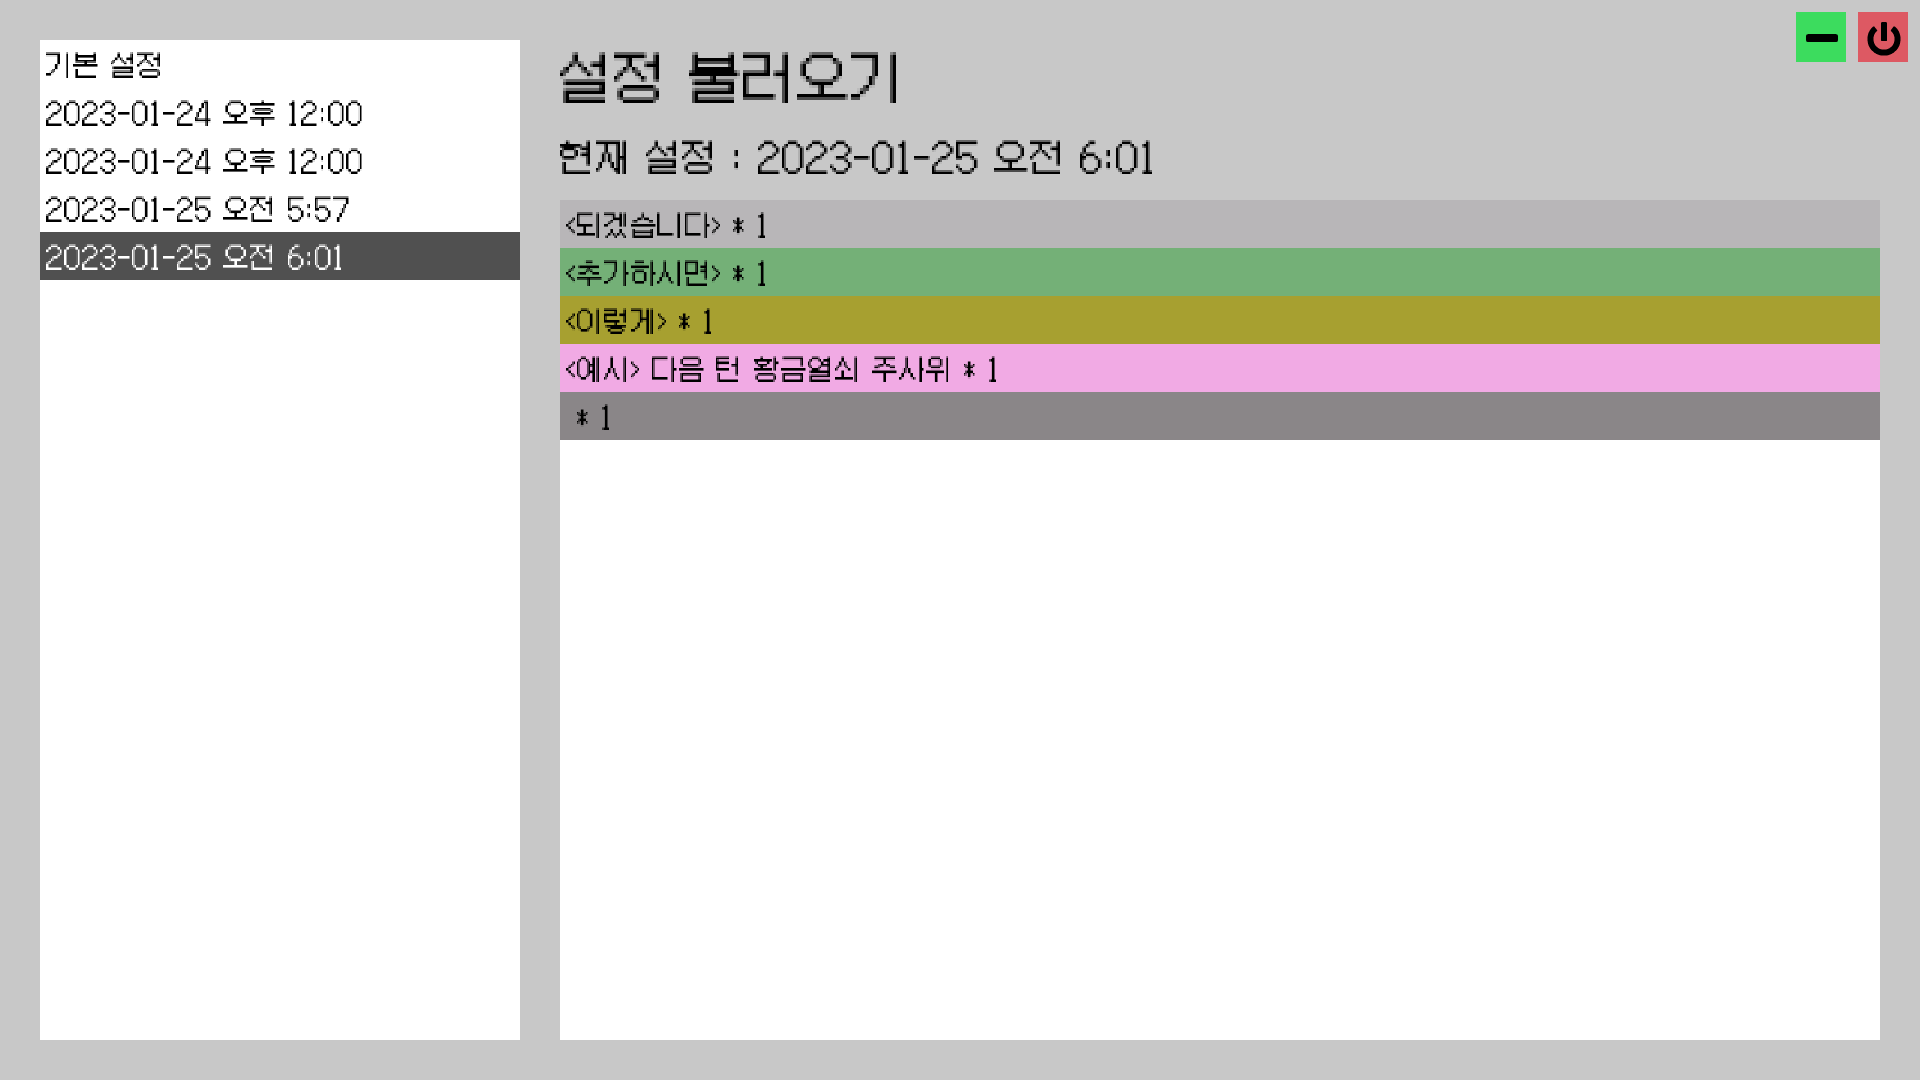 기본 설정
2023-01-24 오후 12:00
2023-01-24 오후 12:00
2023-01-25 오전 5:57
2023-01-25 오전 6:01
설정 불러오기
현재 설정 : 2023-01-25 오전 6:01
<되겠습니다> * 1
<추가하시면> * 1
<이렇게> * 1
<예시> 다음 턴 황금열쇠 주사위 * 1
* 1